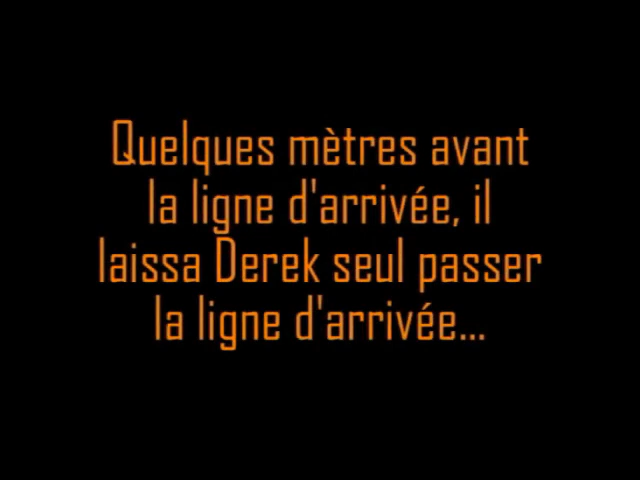 Quelques mètres avant
la ligne d'arrivée, il
laissa Derek seul passer
la ligne d'arrivée...